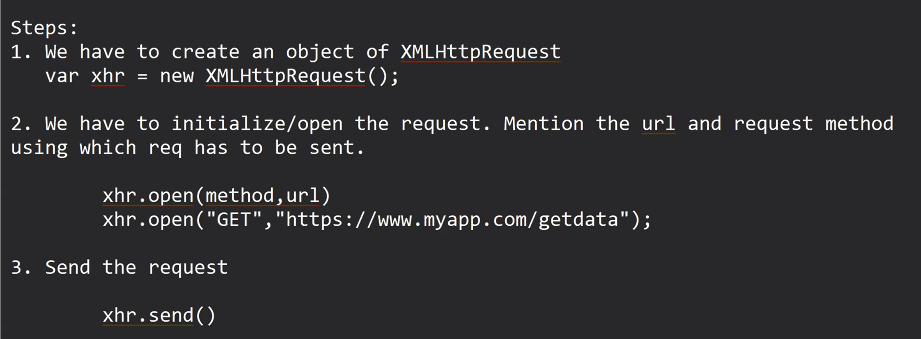 Steps:
1. We have to create an object of XMLHttpRequest
var xhr = new XMLHttpRequest();
2. We have to initialize/open the request. Mention the url and request method
using which req has to be sent.
xhr.open(method,url)
xhr.open("GET","https://www.myapp.com/getdata");
3. Send the request
xhr.send()